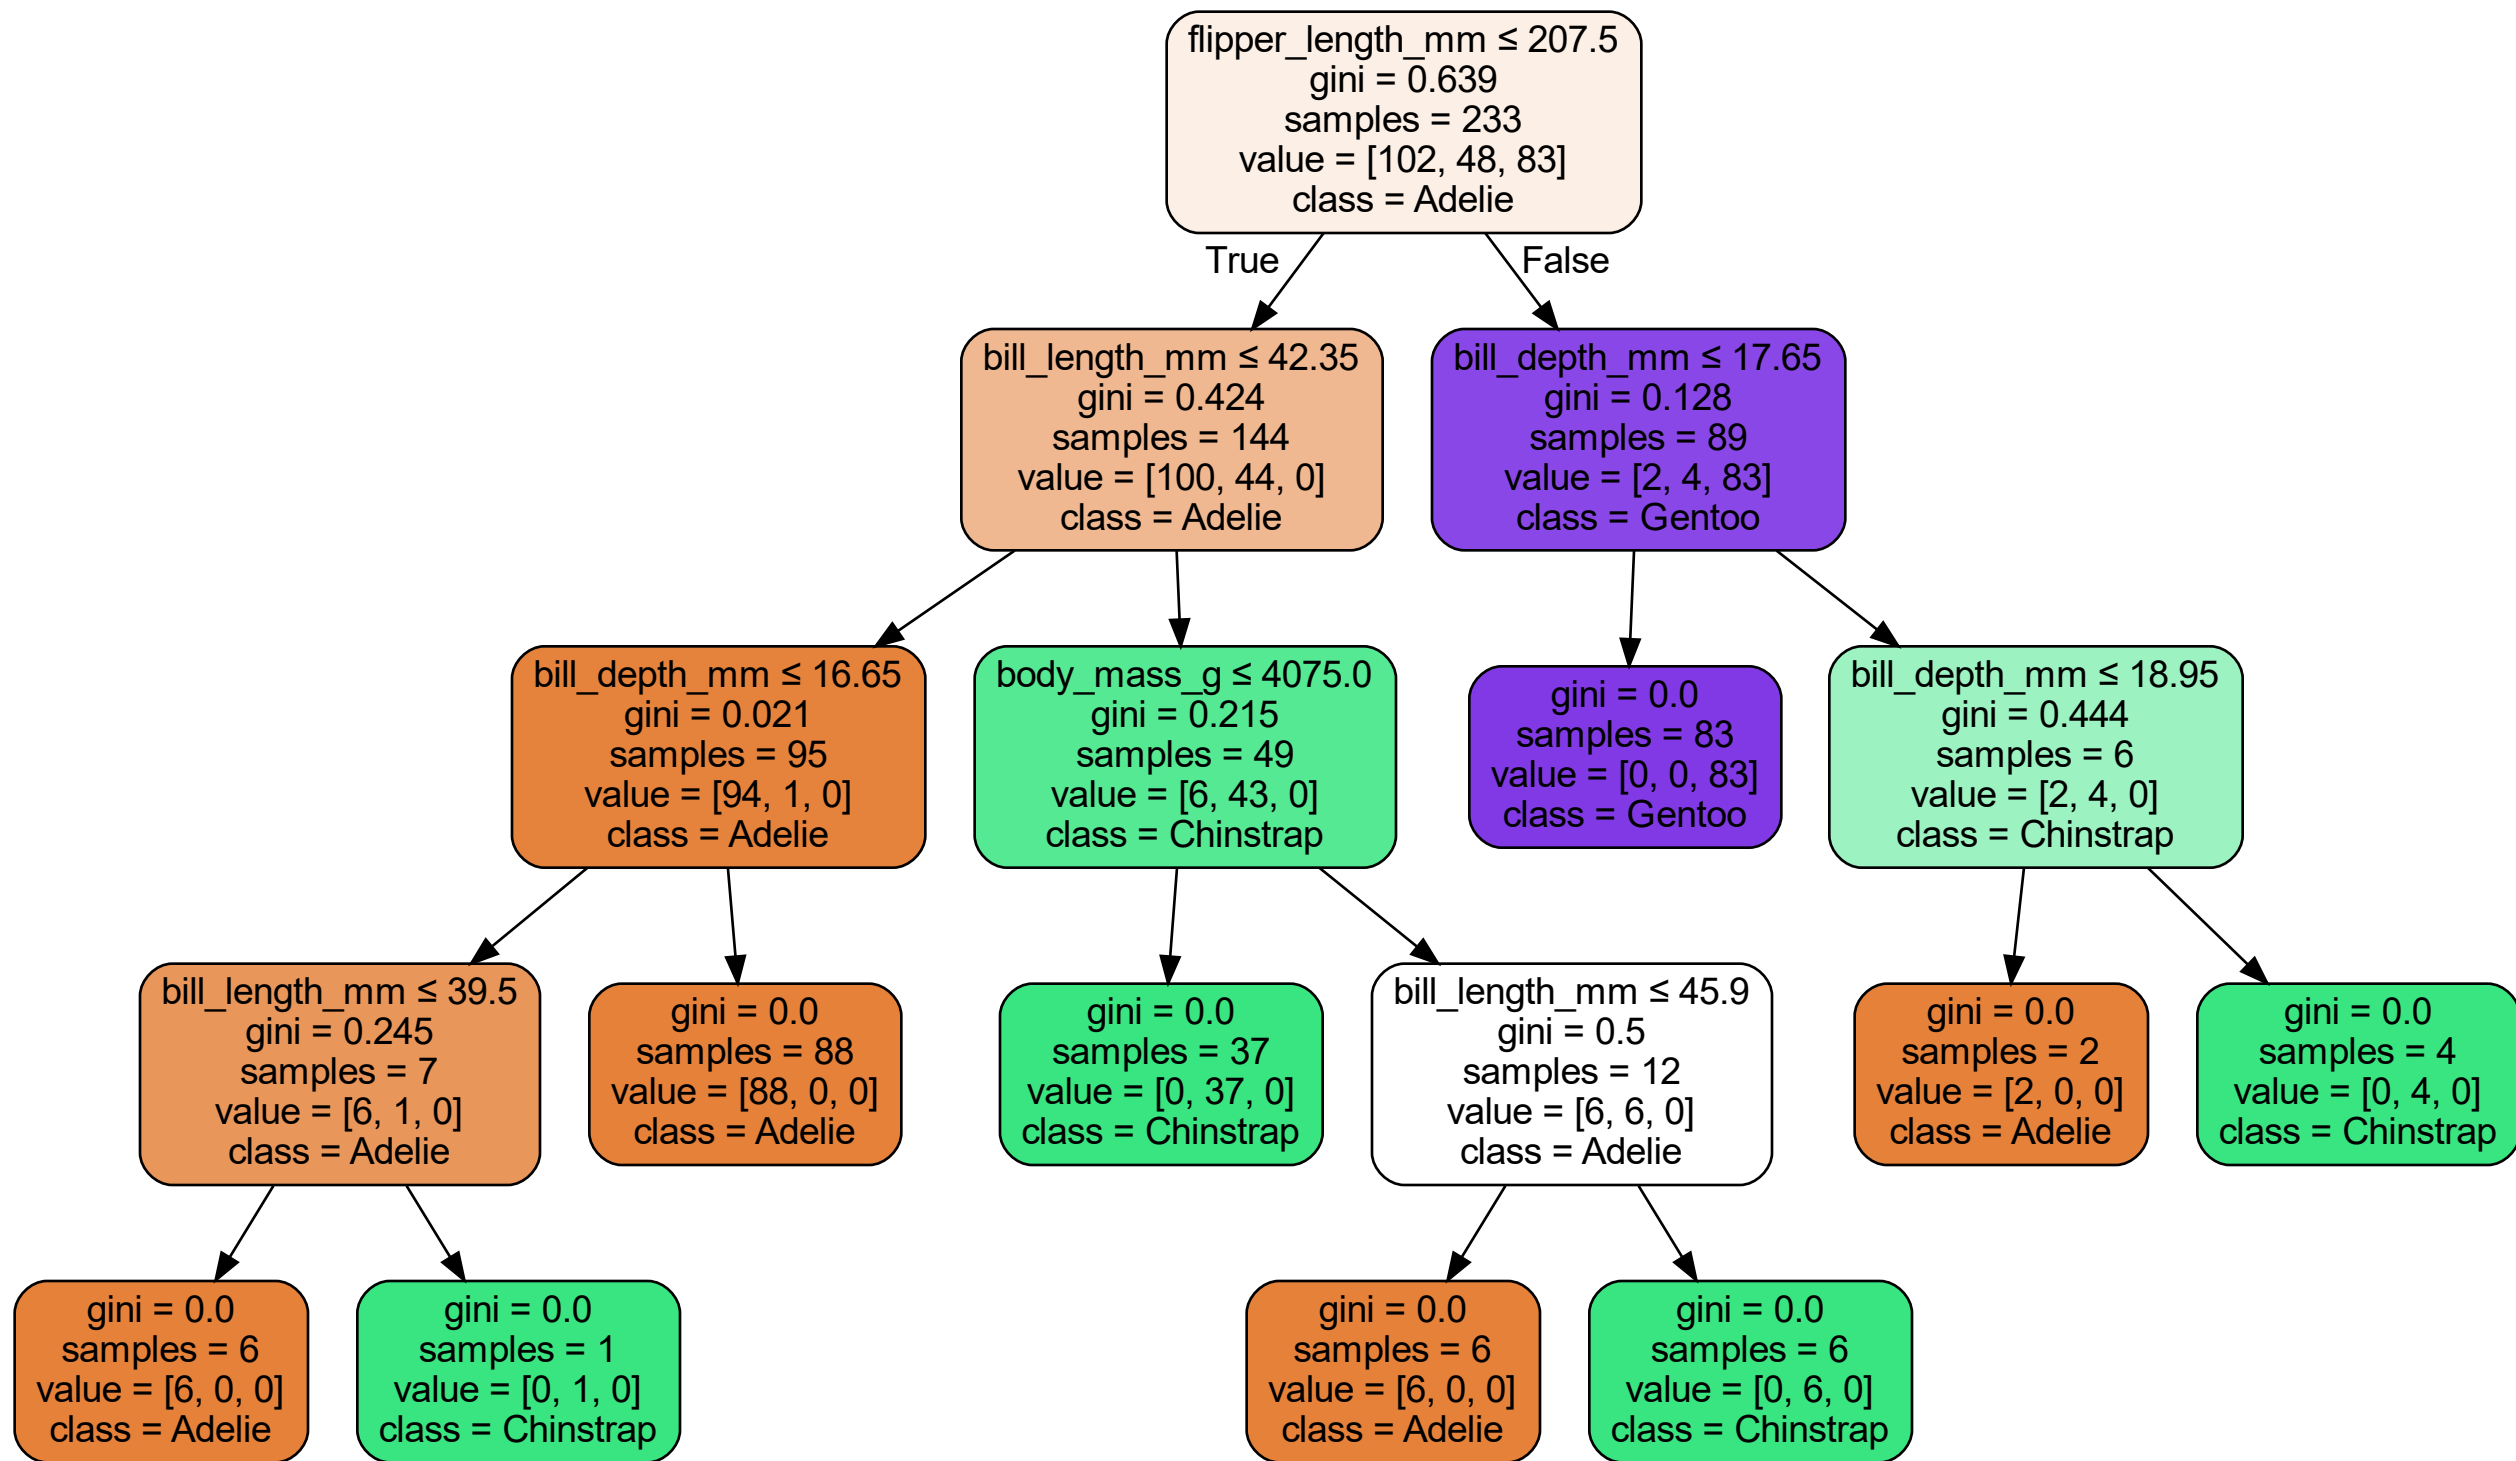 flipper_length_mm ≤ 207.5
gini = 0.639
samples = 233
value = [102, 48, 83]
class = Adelie
True
False
bill_length_mm ≤ 42.35
gini = 0.424
samples = 144
value = [100, 44, 0]
class = Adelie
bill_depth_mm ≤ 17.65
gini = 0.128
samples = 89
value = [2, 4, 83]
class = Gentoo
bill_depth_mm ≤ 16.65
gini = 0.021
samples = 95
value = [94, 1, 0]
class = Adelie
body_mass_g ≤ 4075.0
gini = 0.215
samples = 49
value = [6, 43, 0]
class = Chinstrap
gini = 0.0
samples = 83
value = [0, 0, 83]
class = Gentoo
bill_depth_mm ≤ 18.95
gini = 0.444
samples = 6
value = [2, 4, 0]
class = Chinstrap
bill_length_mm ≤ 39.5
gini = 0.245
samples = 7
value = [6, 1, 0]
class = Adelie
gini = 0.0
samples = 88
value = [88, 0, 0]
class = Adelie
gini = 0.0
samples = 37
value = [0, 37, 0]
class = Chinstrap
bill_length_mm ≤ 45.9
gini = 0.5
samples = 12
value = [6, 6, 0]
class = Adelie
gini = 0.0
samples = 2
value = [2, 0, 0]
class = Adelie
gini = 0.0
samples = 4
value = [0, 4, 0]
class = Chinstrap
gini = 0.0
samples = 6
value = [6, 0, 0]
class = Adelie
gini = 0.0
samples = 1
value = [0, 1, 0]
class = Chinstrap
gini = 0.0
samples = 6
value = [6, 0, 0]
class = Adelie
gini = 0.0
samples = 6
value = [0, 6, 0]
class = Chinstrap